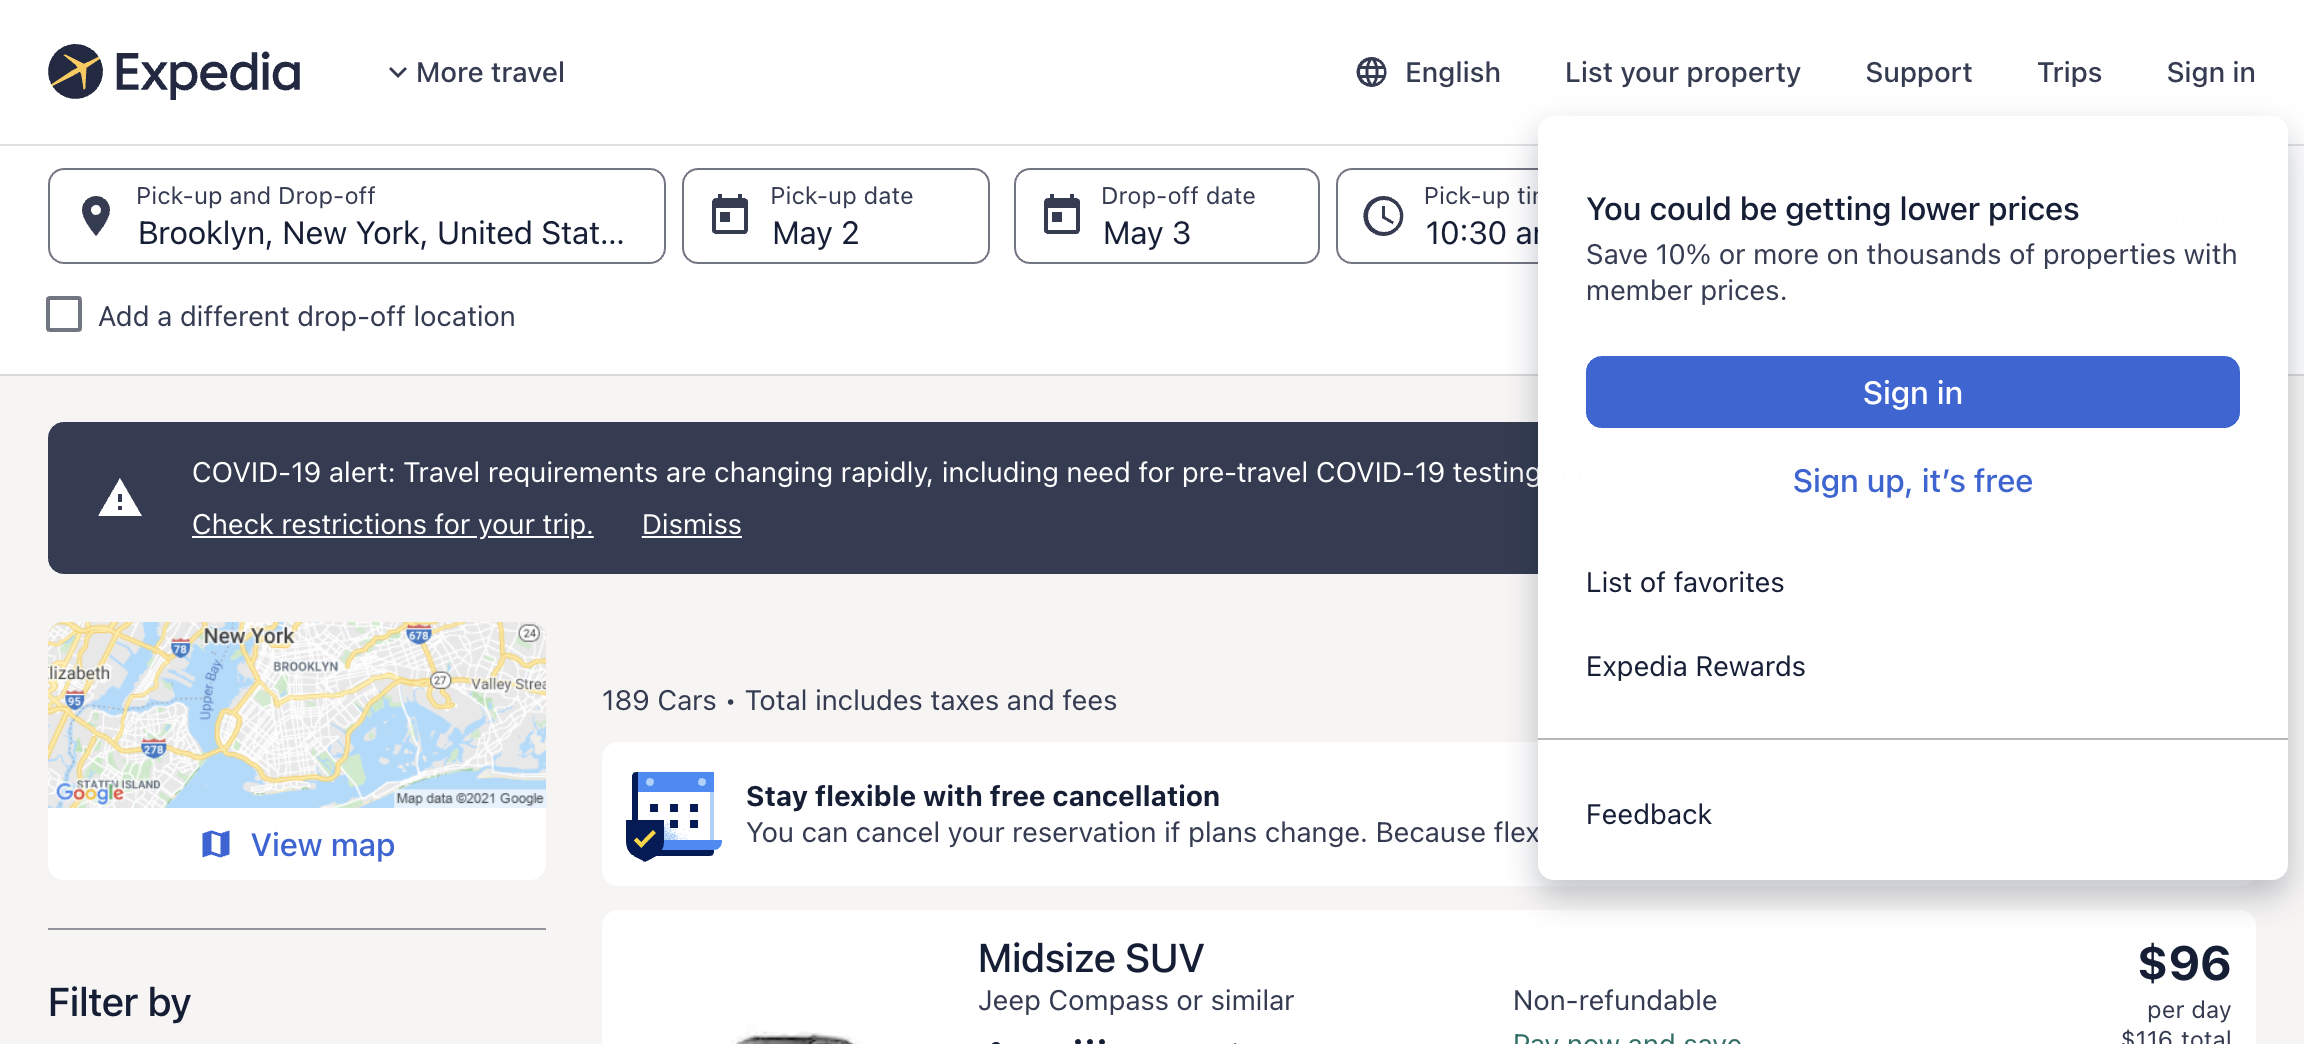 Expedia
More travel
English
List your property
Support
Trips
Sign in
Pick-up and Drop-off
Brooklyn, New York, United Stat...
Pick-up date
May 2
Drop-off date
May 3
Pick-up
10:30
Add a different drop-off location
You could be getting lower prices
Save 10% or more on thousands of properties with
member prices.
Sign in
Sign up, it’s free
List of favorites
Expedia Rewards
Feedback
COVID-19 alert: Travel requirements are changing rapidly, including need for pre-travel COVID-19 testing
Check restrictions for your trip.
Dismiss
New York
678
24
78
BROOKLYN
lizabeth
27
Valley Strea
95
Upper Bay
278
STATEN ISLAND
Google
Map data ©2021 Google
View map
Filter by
189 Cars • Total includes taxes and fees
Stay flexible with free cancellation
You can cancel your reservation if plans change. Because flex
Midsize SUV
Jeep Compass or similar
Non-refundable
Pay now and save
$96
per day
$116 total